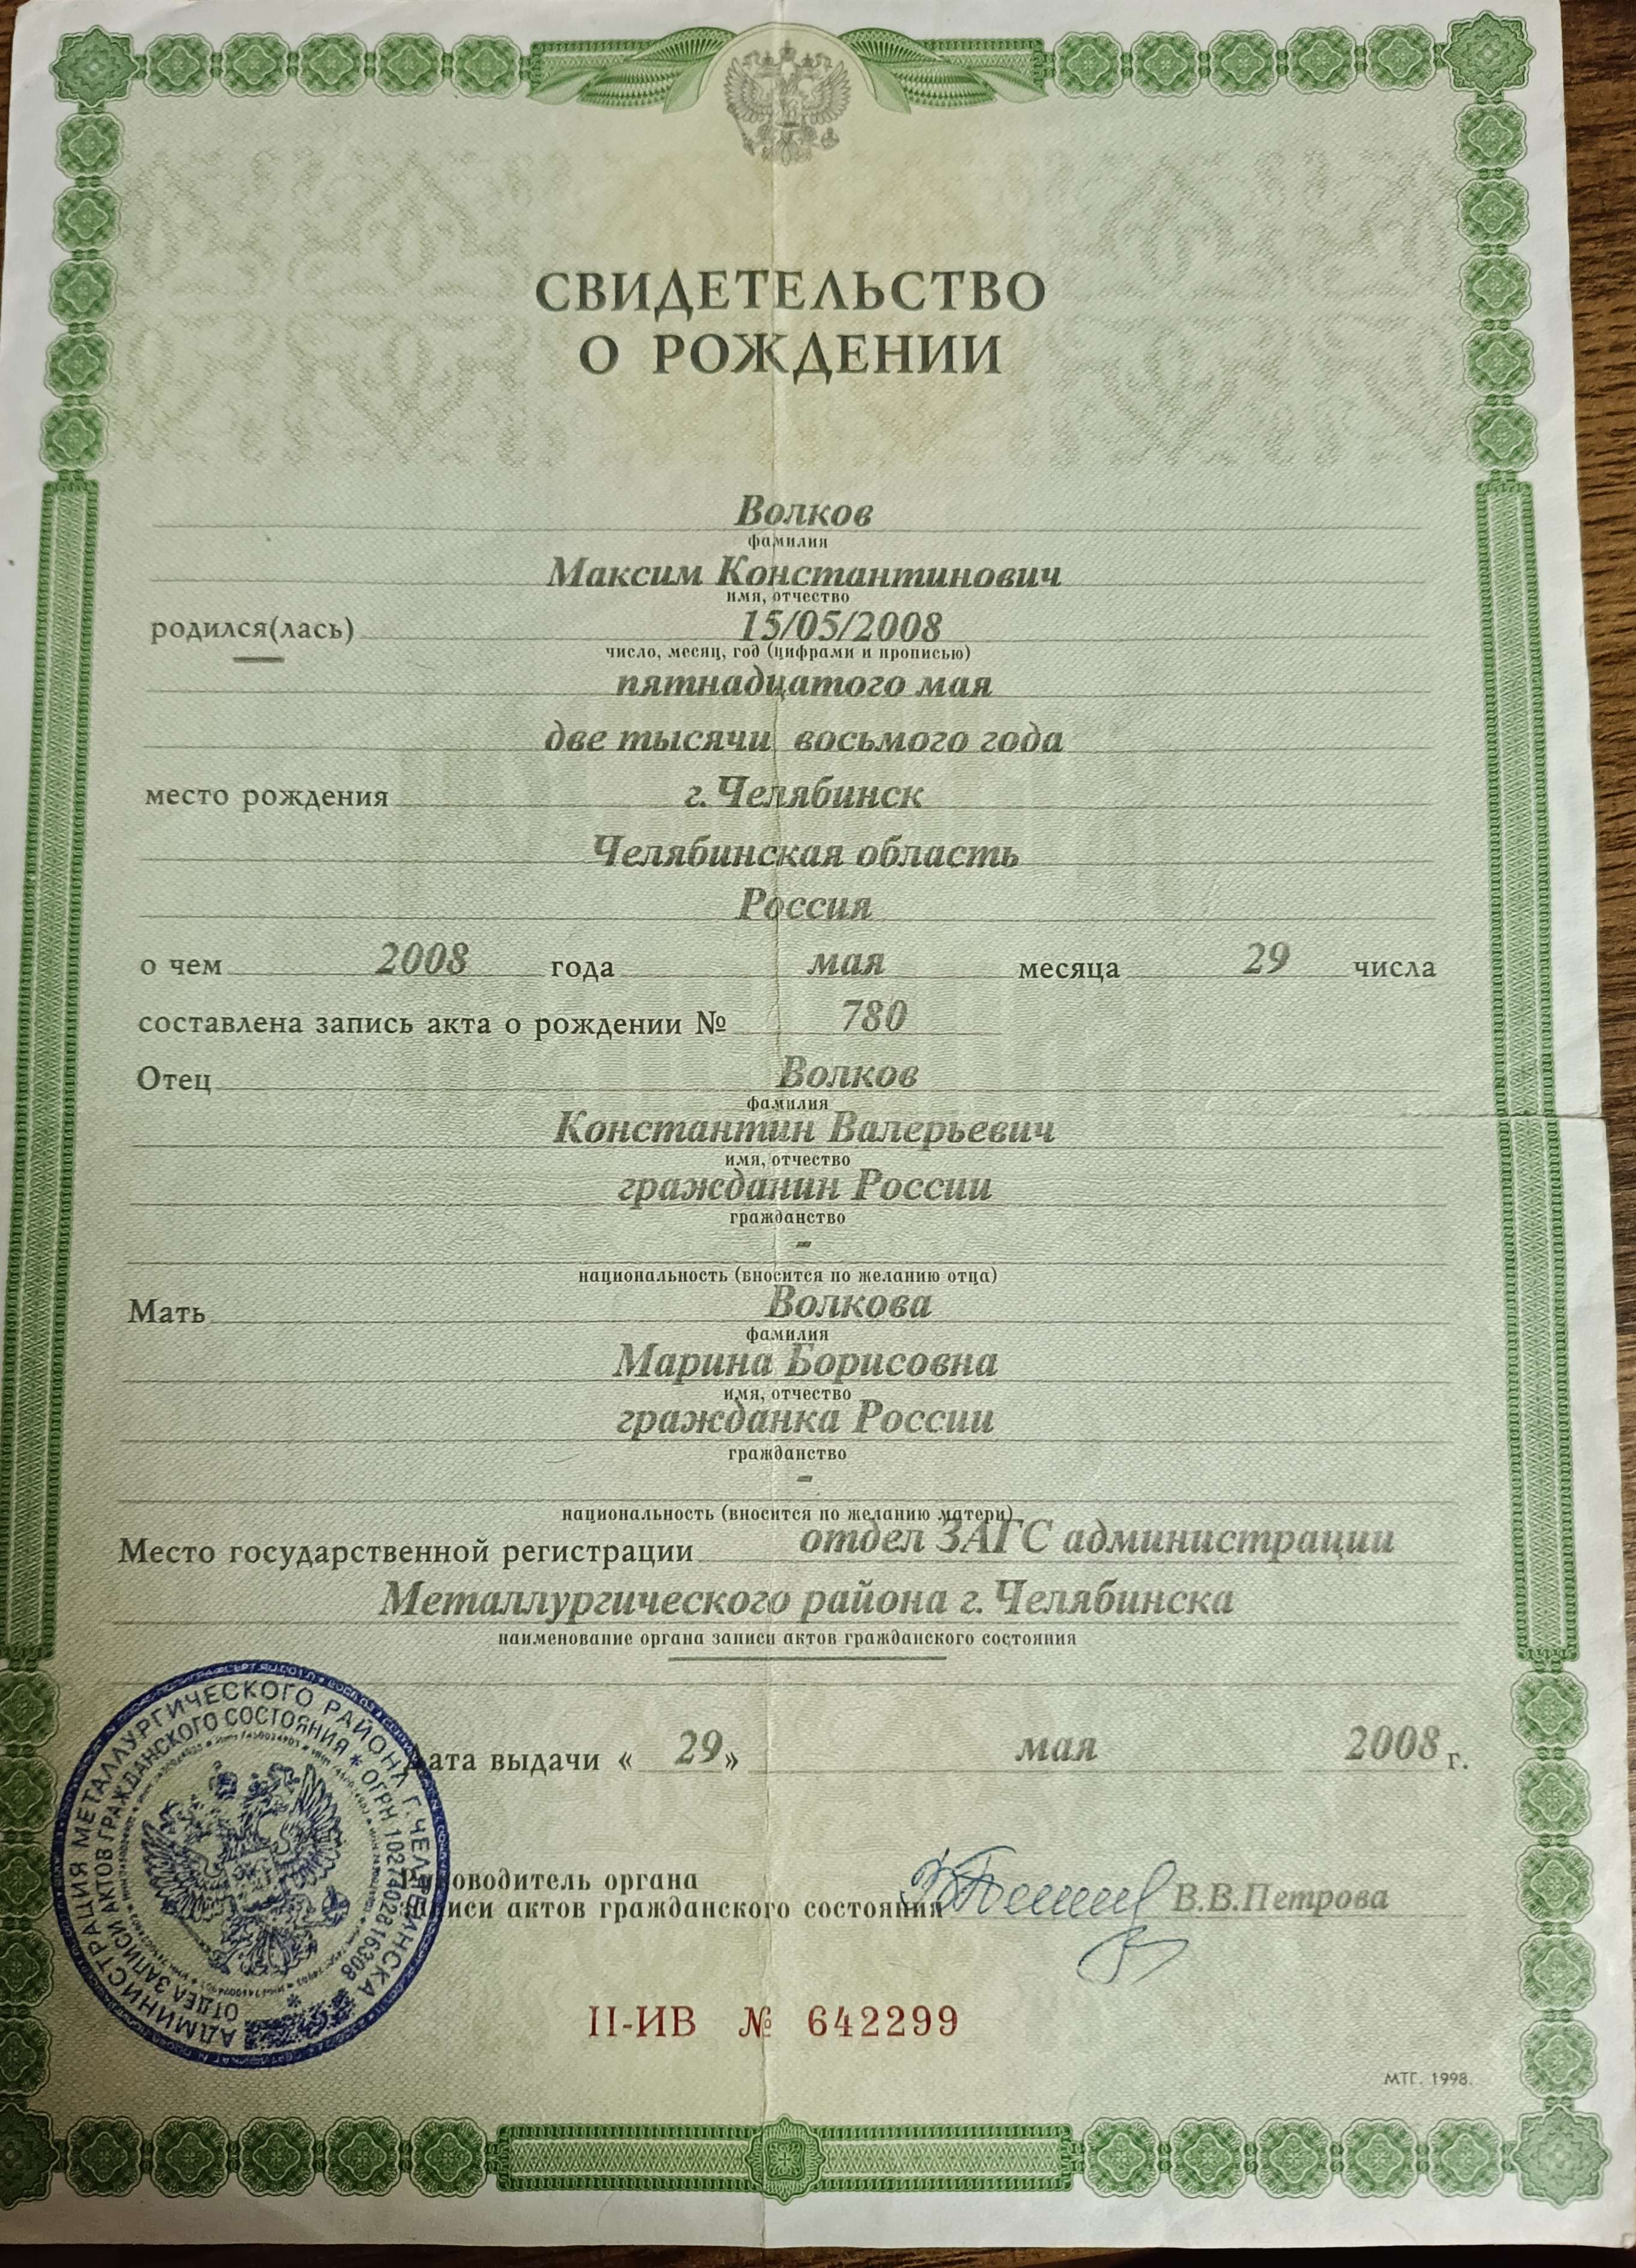 СВИДЕТЕЛЬСТВО
О РОЖДЕНИИ
Волков
фамилия
Максим Константинович
имя, отчество
родился(лась) 15/05/2008
число, месяц, год (цифрами и прописью)
пятнадцатого мая
две тысячи восьмого года
место рождения г. Челябинск
Челябинская область
Россия
о чем 2008 года мая месяца 29 числа
составлена запись акта о рождении № 780
Отец Волков
фамилия
Константин Валерьевич
имя, отчество
гражданин России
гражданство
-
национальность (вносится по желанию отца)
Мать Волкова
фамилия
Марина Борисовна
имя, отчество
гражданка России
гражданство
-
национальность (вносится по желанию матери)
Место государственной регистрации отдел ЗАГС администрации
Металлургического района г. Челябинска
наименование органа записи актов гражданского состояния
Дата выдачи « 29 » мая 2008 г.
Руководитель органа
записи актов гражданского состояния В.В.Петрова
АДМИНИСТРАЦИЯ МЕТАЛЛУРГИЧЕСКОГО РАЙОНА Г. ЧЕЛЯБИНСКА
ОТДЕЛ ЗАПИСИ АКТОВ ГРАЖДАНСКОГО СОСТОЯНИЯ * ОГРН 1027402816308 *
II-ИВ № 642299
МТГ. 1998.